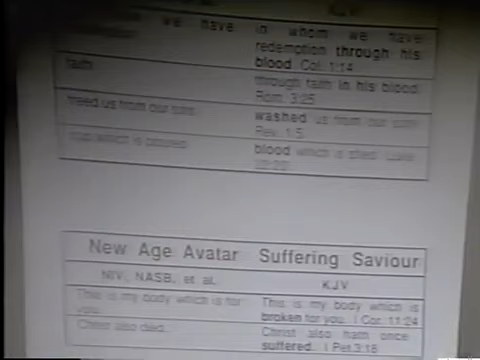 KJV
we have
in whom we have
redemption through his
blood Col. 1:14
faith
through faith in his blood.
Rom. 3:25
freed us from our sins
washed us from our sins
Rev. 1:5
which is poured
blood which is shed Luke
New Age Avatar Suffering Saviour
NIV, NASB, et al. KJV
This is my body which is for
you.
This is my body which is
broken for you. I Cor. 11:24
Christ also died...
Christ also hath once
suffered... I Pet 3:18